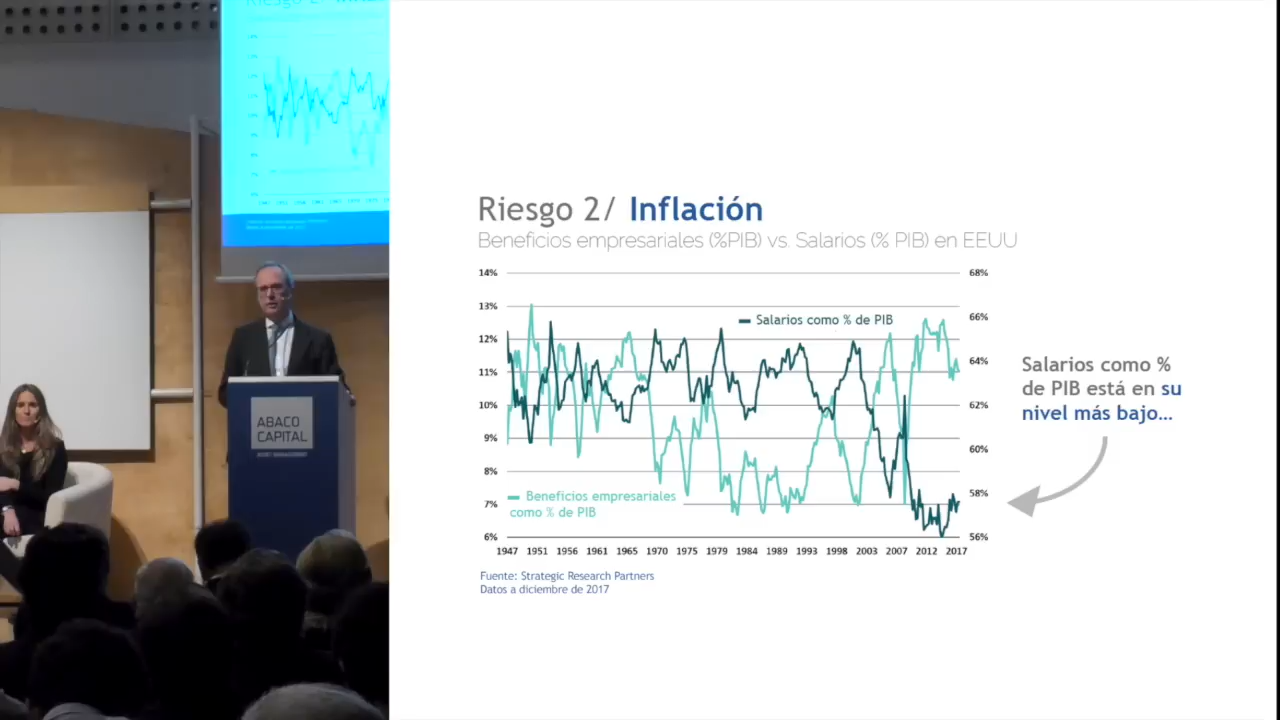 Riesgo 2/ Inflación
Beneficios empresariales (%PIB) vs. Salarios (% PIB) en EEUU
14% 68%
13% 66%
12% 64%
11% 62%
10% 60%
9% 58%
8% 56%
7%
6%
Salarios como % de PIB
Beneficios empresariales
como % de PIB
1947 1951 1956 1961 1965 1970 1975 1979 1984 1989 1993 1998 2003 2007 2012 2017
Salarios como %
de PIB está en su
nivel más bajo...
Fuente: Strategic Research Partners
Datos a diciembre de 2017
ABACO
CAPITAL